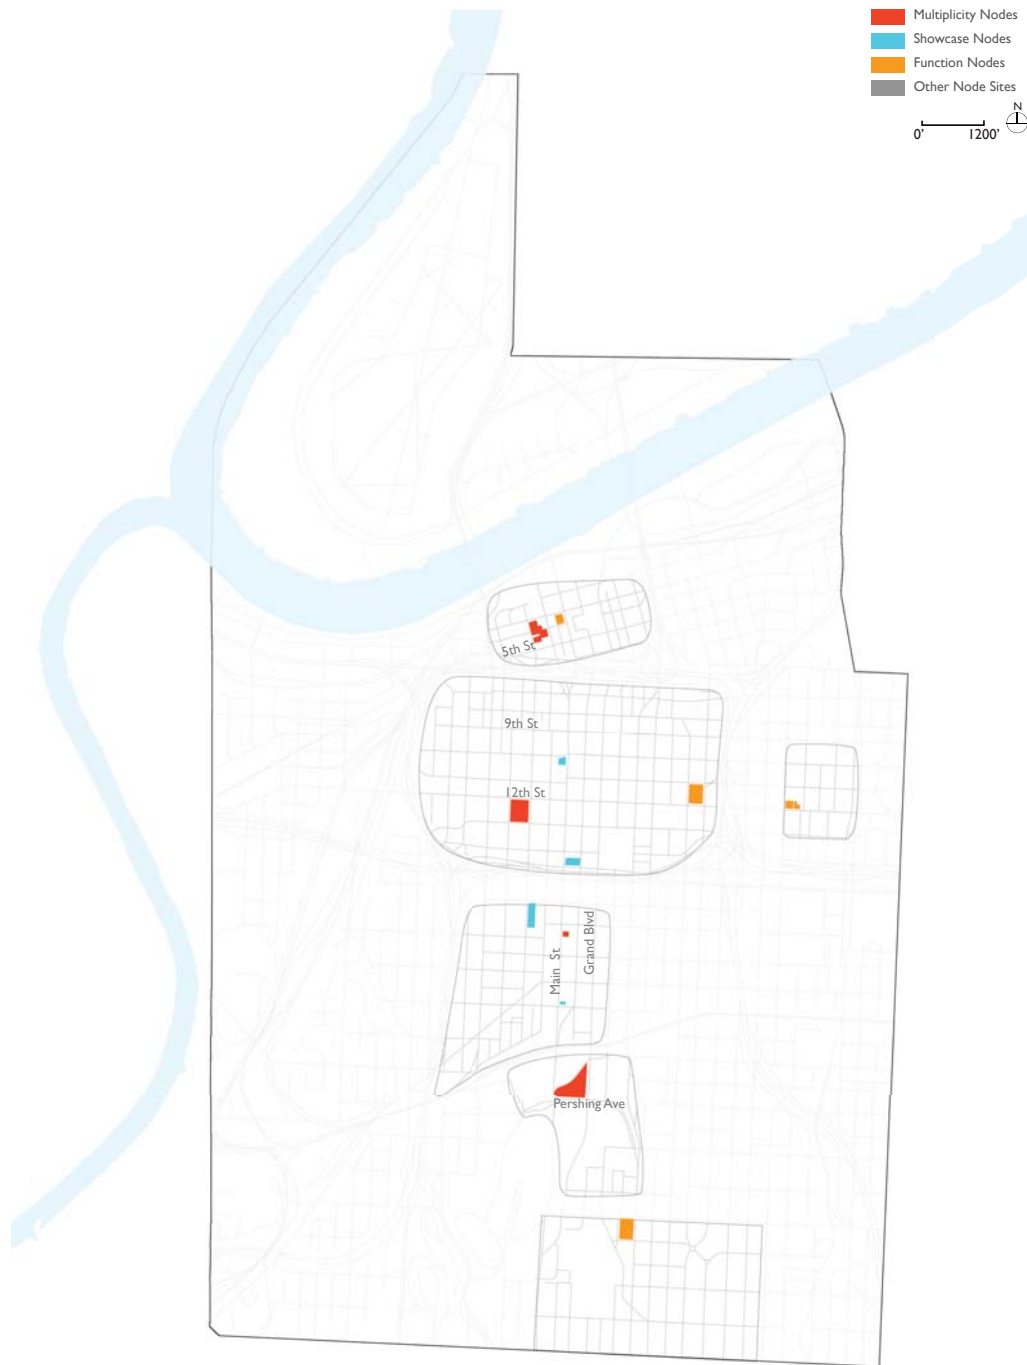 Multiplicity Nodes
Showcase Nodes
Function Nodes
Other Node Sites
N
0' 1200'
5th St
9th St
12th St
Grand Blvd
Main St
Pershing Ave